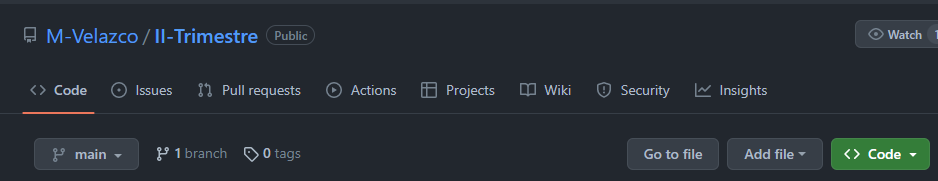 M-Velazco / II-Trimestre Public Watch 1
Code Issues Pull requests Actions Projects Wiki Security Insights
main 1 branch 0 tags Go to file Add file Code